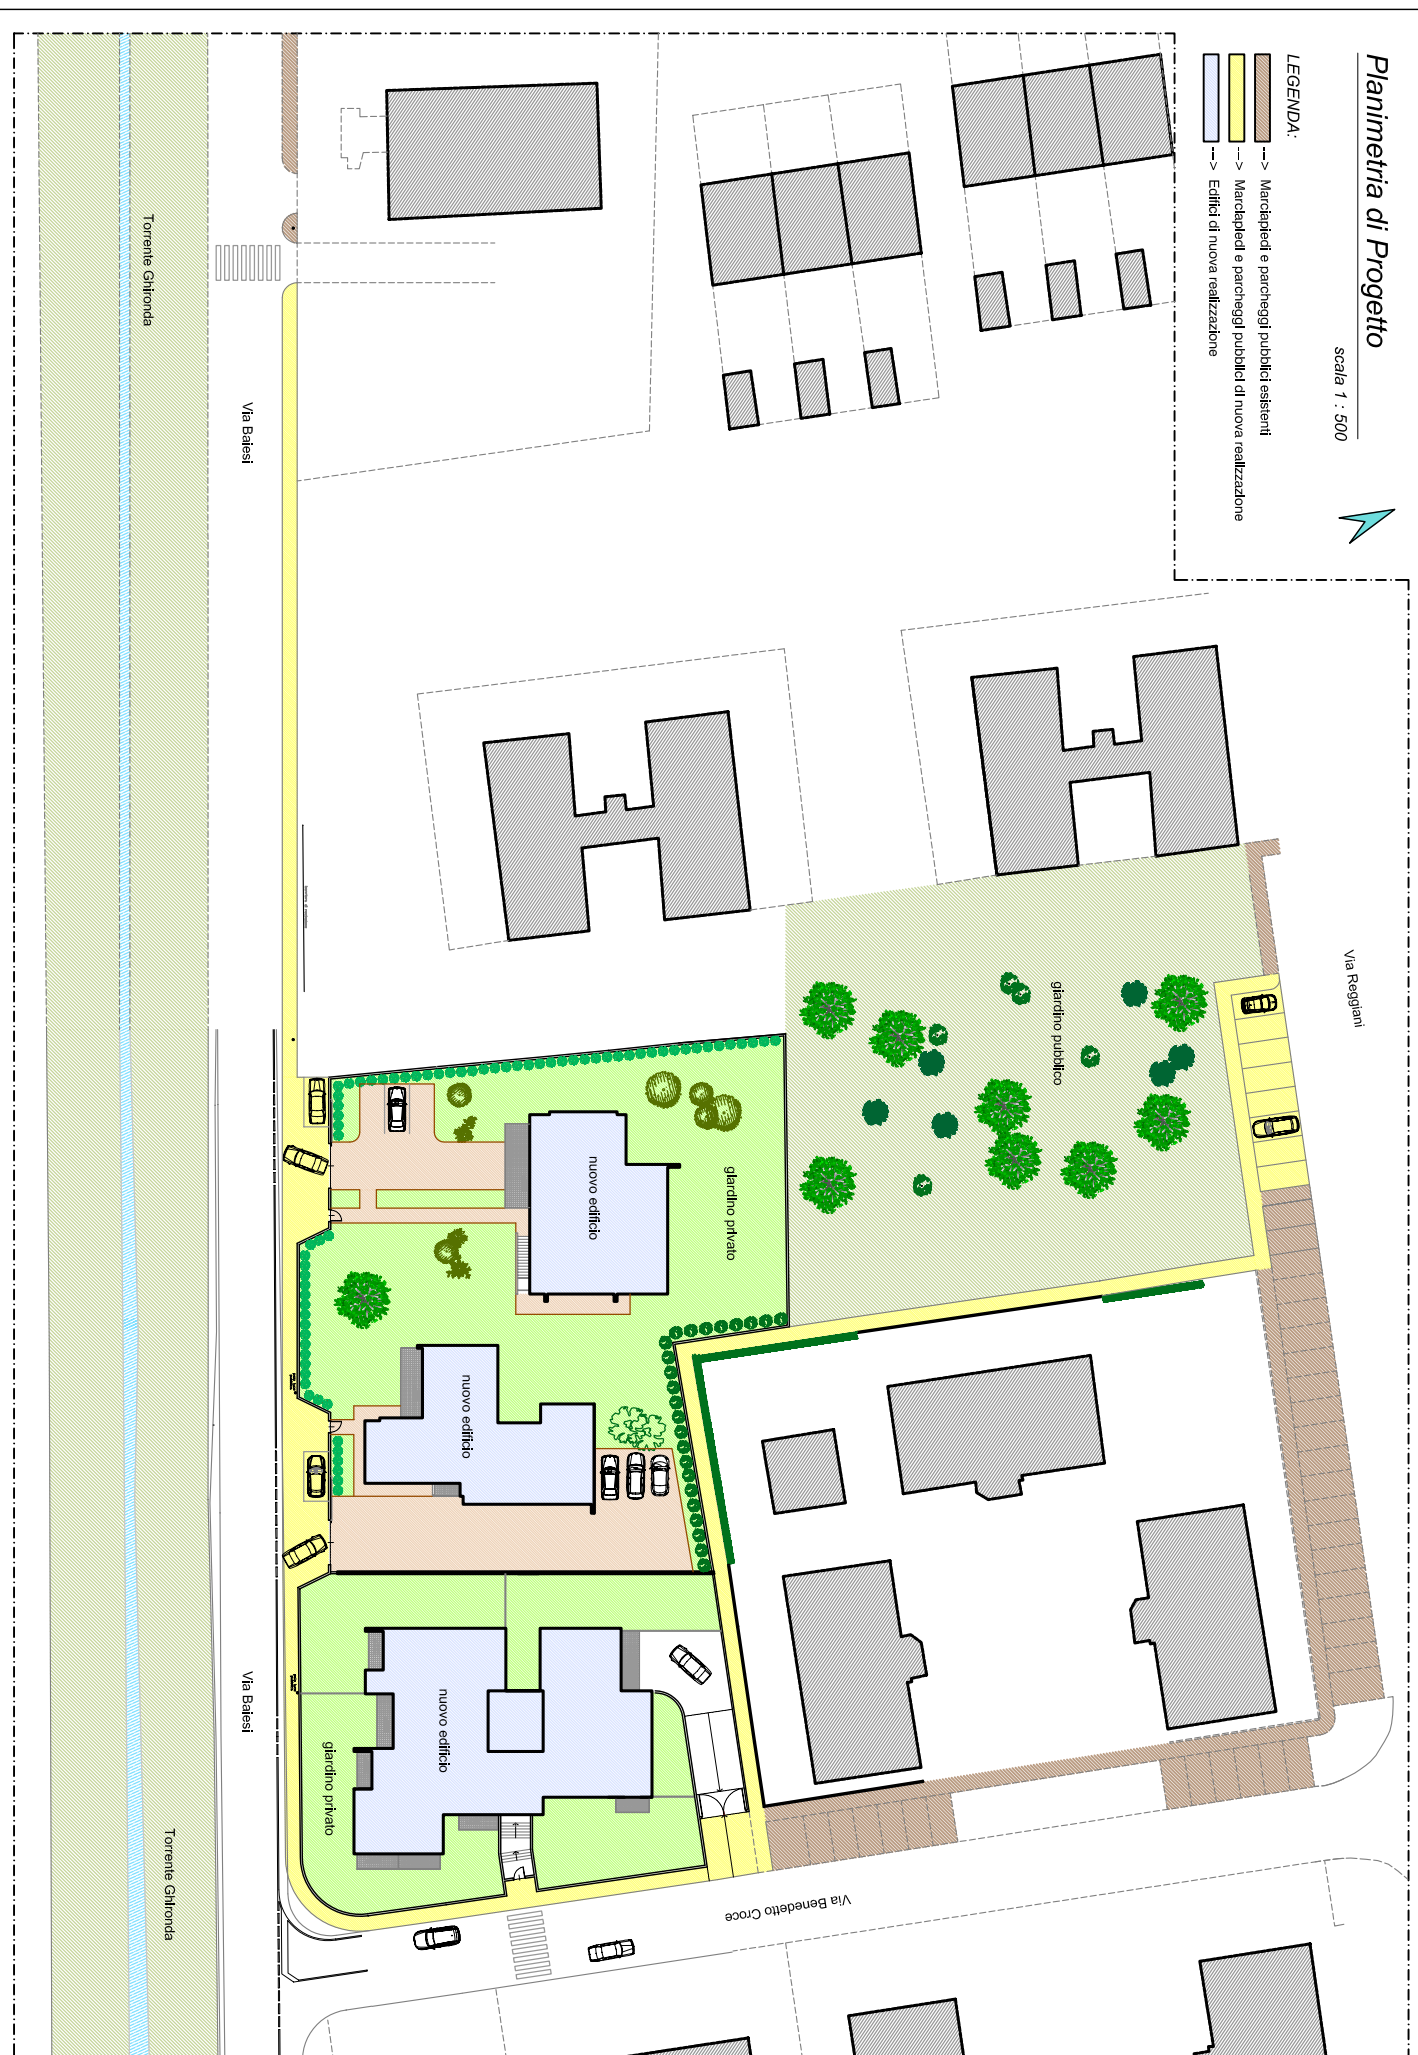 Planimetria di Progetto
scala 1 : 500
LEGENDA:
---> Marciapiedi e parcheggi pubblici esistenti
---> Marciapiedi e parcheggi pubblici di nuova realizzazione
---> Edifici di nuova realizzazione
Via Reggiani
giardino pubblico
giardino privato
nuovo edificio
nuovo edificio
nuovo edificio
giardino privato
Via Benedetto Croce
Via Baiesi
Via Baiesi
Torrente Ghironda
Torrente Ghironda